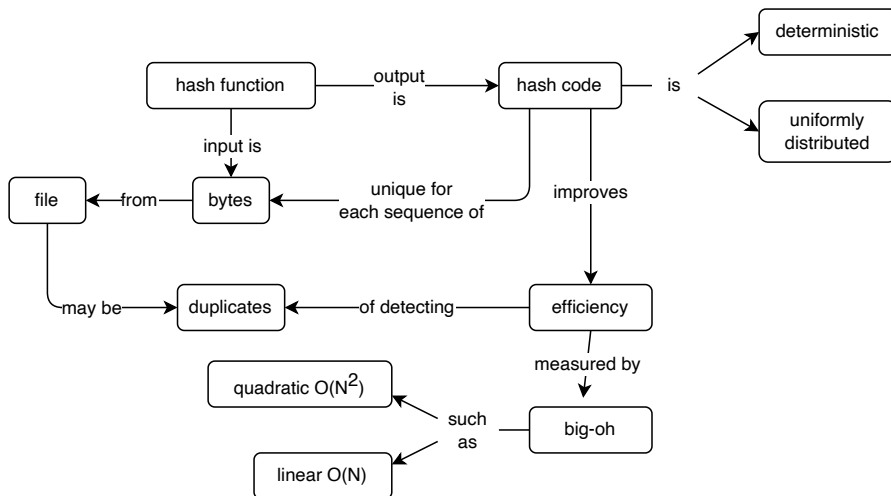 deterministic
hash function
output
is
hash code
is
uniformly
distributed
input is
file
from
bytes
unique for
each sequence of
improves
may be
duplicates
of detecting
efficiency
measured by
quadratic O(N²)
such
as
big-oh
linear O(N)